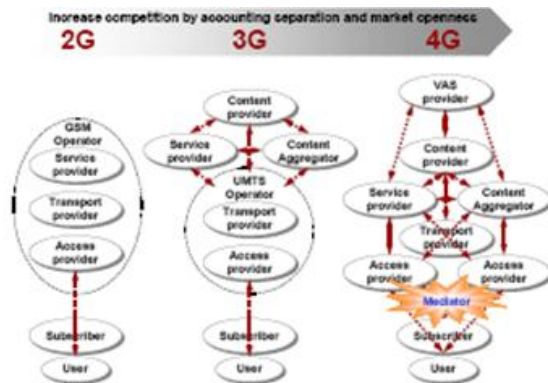 Increase competition by accounting separation and market openness
2G
3G
4G
GSM
Operator
Service
provider
Transport
provider
Access
provider
Subscriber
User
Content
provider
Service
provider
Content
Aggregator
UMTS
Operator
Transport
provider
Access
provider
Subscriber
User
VAS
provider
Content
provider
Service
provider
Content
Aggregator
Transport
provider
Access
provider
Access
provider
Mediator
Subscriber
User